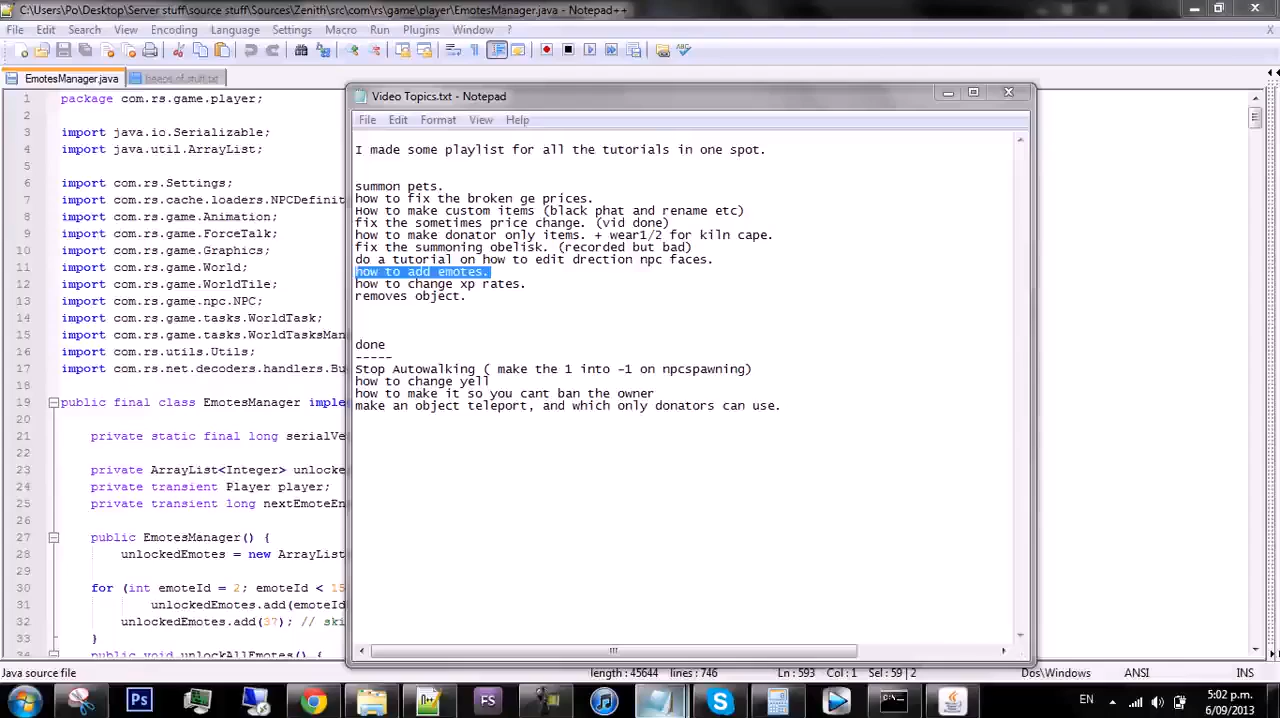 C:\Users\Po\Desktop\Server stuff\source stuff\Sources\Zenith\src\com\rs\game\player\EmotesManager.java - Notepad++
File Edit Search View Encoding Language Settings Macro Run Plugins Window ? X
EmotesManager.java
1 package com.rs.game.player;
2
3 import java.io.Serializable;
4 import java.util.ArrayList;
5
6 import com.rs.Settings;
7 import com.rs.cache.loaders.NPCDefinit
8 import com.rs.game.Animation;
9 import com.rs.game.ForceTalk;
10 import com.rs.game.Graphics;
11 import com.rs.game.World;
12 import com.rs.game.WorldTile;
13 import com.rs.game.npc.NPC;
14 import com.rs.game.tasks.WorldTask;
15 import com.rs.game.tasks.WorldTasksMan
16 import com.rs.utils.Utils;
17 import com.rs.net.decoders.handlers.Bu
18
19 public final class EmotesManager imple
20
21 private static final long serialVe
22
23 private ArrayList<Integer> unlocke
24 private transient Player player;
25 private transient long nextEmoteEn
26
27 public EmotesManager() {
28 unlockedEmotes = new ArrayList
29
30 for (int emoteId = 2; emoteId < 15
31 unlockedEmotes.add(emoteId
32 unlockedEmotes.add(37); // ski
33 }
34 public void unlockAllEmotes() {
Video Topics.txt - Notepad
File Edit Format View Help
I made some playlist for all the tutorials in one spot.
summon pets.
how to fix the broken ge prices.
How to make custom items (black phat and rename etc)
fix the sometimes price change. (vid done)
how to make donator only items. + wear1/2 for kiln cape.
fix the summoning obelisk. (recorded but bad)
do a tutorial on how to edit drection npc faces.
how to add emotes.
how to change xp rates.
removes object.
done
-----
Stop Autowalking ( make the 1 into -1 on npcspawning)
how to change yell
how to make it so you cant ban the owner
make an object teleport, and which only donators can use.
Java source file length : 45644 lines : 746 Ln : 593 Col : 1 Sel : 59 | 2 Dos\Windows ANSI INS
Ps FS EN 5:02 p.m.
6/09/2013